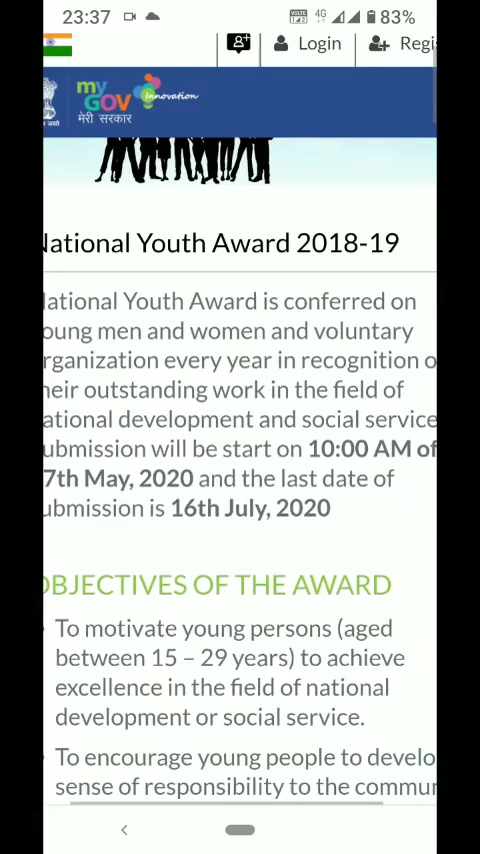 23:37 4G 83%
Login Regi
my
GOV Innovation
मेरी सरकार
National Youth Award 2018-19
National Youth Award is conferred on
oung men and women and voluntary
rganization every year in recognition o
heir outstanding work in the field of
ational development and social service
ubmission will be start on 10:00 AM of
7th May, 2020 and the last date of
ubmission is 16th July, 2020
OBJECTIVES OF THE AWARD
To motivate young persons (aged
between 15 – 29 years) to achieve
excellence in the field of national
development or social service.
To encourage young people to develo
sense of responsibility to the commun